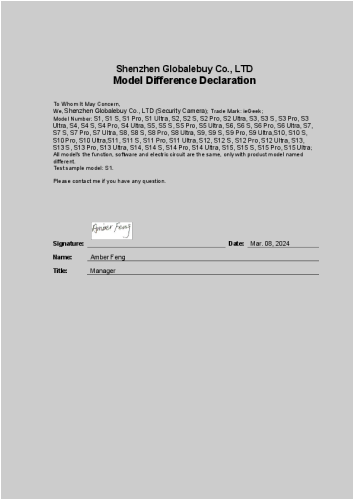 Shenzhen Globalebuy Co., LTD
Model Difference Declaration
To Whom It May Concern,
We, Shenzhen Globalebuy Co., LTD (Security Camera); Trade Mark: ieGeek;
Model Number: S1, S1 S, S1 Pro, S1 Ultra, S2, S2 S, S2 Pro, S2 Ultra, S3, S3 S, S3 Pro, S3
Ultra, S4, S4 S, S4 Pro, S4 Ultra, S5, S5 S, S5 Pro, S5 Ultra, S6, S6 S, S6 Pro, S6 Ultra, S7,
S7 S, S7 Pro, S7 Ultra, S8, S8 S, S8 Pro, S8 Ultra, S9, S9 S, S9 Pro, S9 Ultra,S10, S10 S,
S10 Pro, S10 Ultra,S11, S11 S, S11 Pro, S11 Ultra, S12, S12 S, S12 Pro, S12 Ultra, S13,
S13 S, S13 Pro, S13 Ultra, S14, S14 S, S14 Pro, S14 Ultra, S15, S15 S, S15 Pro, S15 Ultra;
All models the function, software and electric circuit are the same, only with product model named
different.
Test sample model: S1.
Please contact me if you have any question.
Amber Feng
Signature: Date: Mar. 08, 2024
Name: Amber Feng
Title: Manager